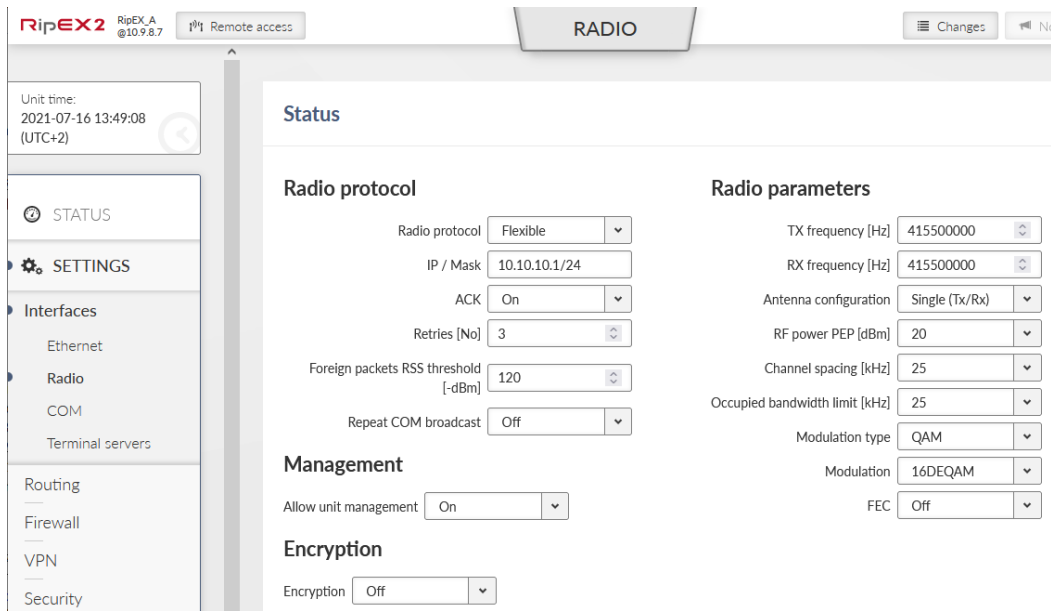 RipEX2
RipEX_A
@10.9.8.7
Remote access
RADIO
Changes
Unit time:
2021-07-16 13:49:08
(UTC+2)
STATUS
SETTINGS
Interfaces
Ethernet
Radio
COM
Terminal servers
Routing
Firewall
VPN
Security
Status
Radio protocol
Radio protocol Flexible
IP / Mask 10.10.10.1/24
ACK On
Retries [No] 3
Foreign packets RSS threshold
[-dBm] 120
Repeat COM broadcast Off
Management
Allow unit management On
Encryption
Encryption Off
Radio parameters
TX frequency [Hz] 415500000
RX frequency [Hz] 415500000
Antenna configuration Single (Tx/Rx)
RF power PEP [dBm] 20
Channel spacing [kHz] 25
Occupied bandwidth limit [kHz] 25
Modulation type QAM
Modulation 16DEQAM
FEC Off